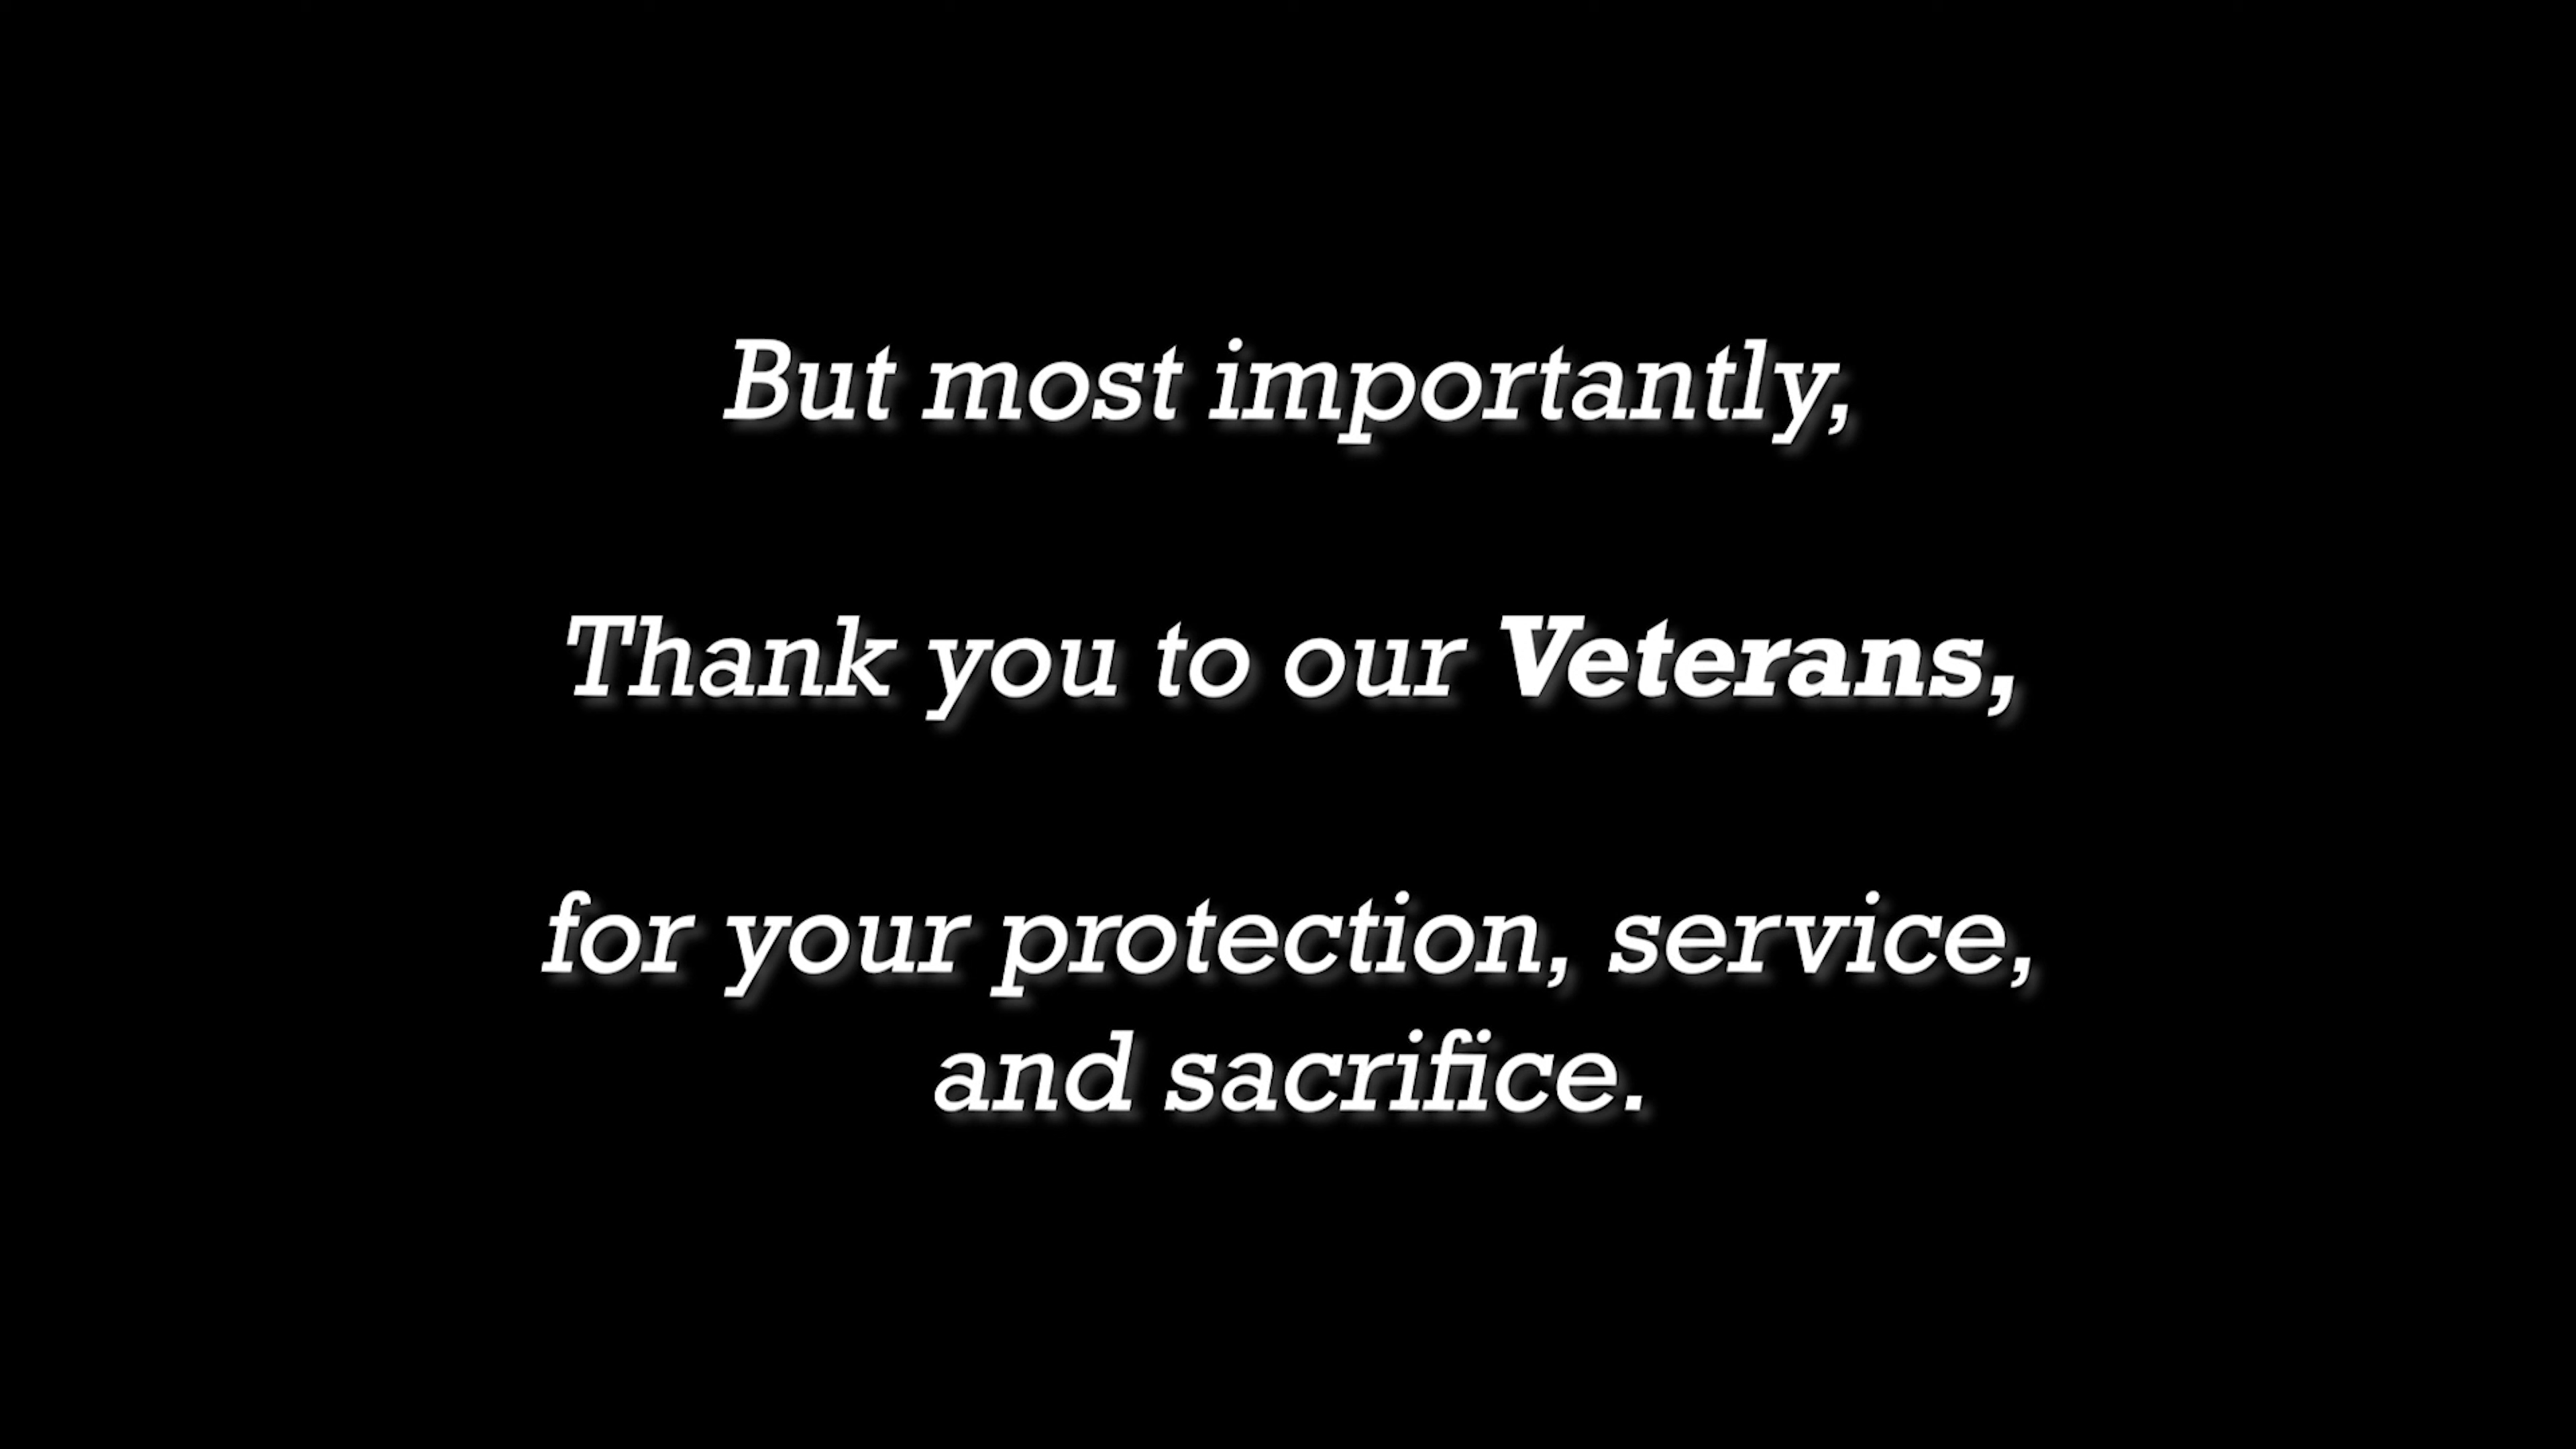 But most importantly,
Thank you to our Veterans,
for your protection, service,
and sacrifice.